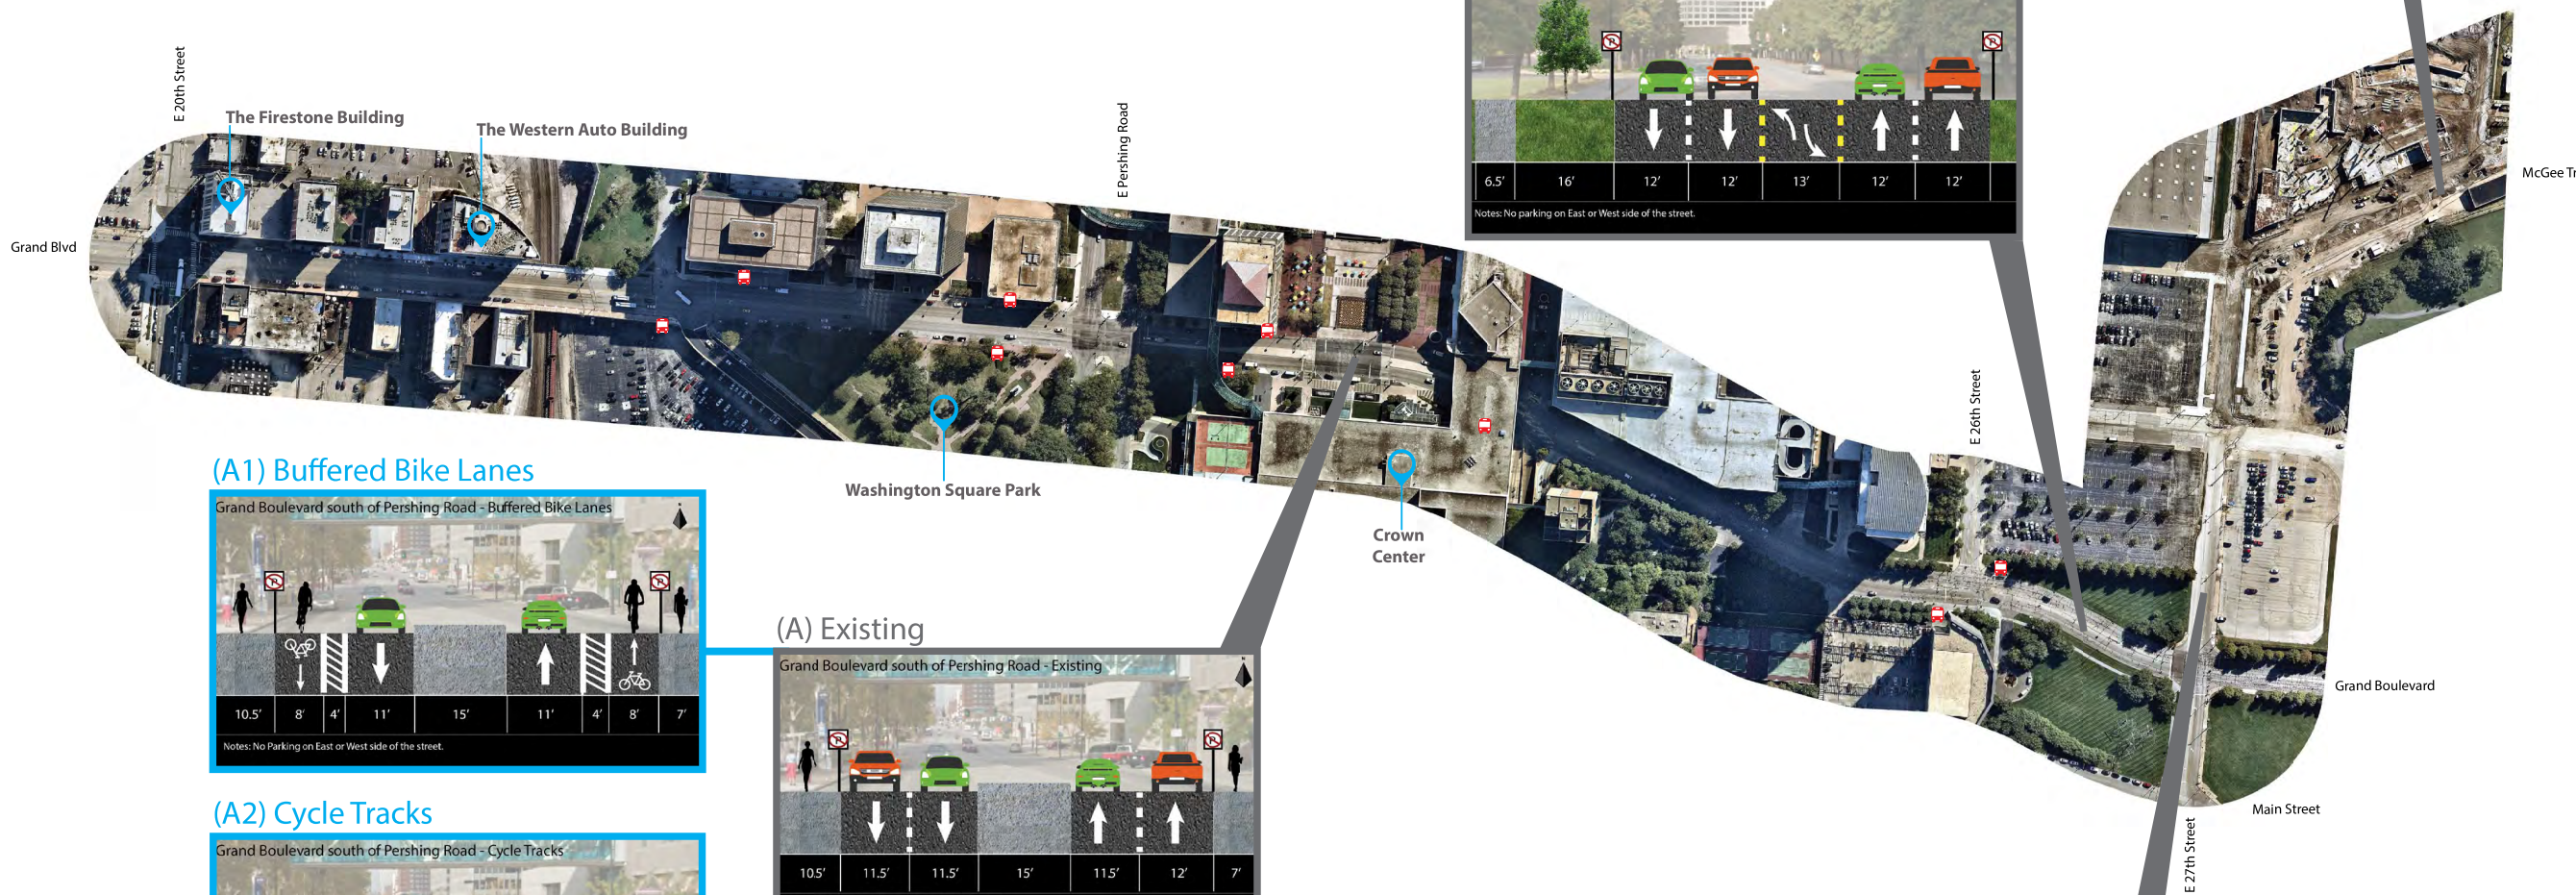 E 20th Street
The Firestone Building
The Western Auto Building
Grand Blvd
E Pershing Road
6.5' 16' 12' 12' 13' 12' 12'
Notes: No parking on East or West side of the street.
E 26th Street
Washington Square Park
Crown
Center
Grand Boulevard
Main Street
E 27th Street
(A1) Buffered Bike Lanes
Grand Boulevard south of Pershing Road - Buffered Bike Lanes
P P
10.5' 8' 4' 11' 15' 11' 4' 8' 7'
Notes: No Parking on East or West side of the street.
(A) Existing
Grand Boulevard south of Pershing Road - Existing
P P
10.5' 11.5' 11.5' 15' 11.5' 12' 7'
(A2) Cycle Tracks
Grand Boulevard south of Pershing Road - Cycle Tracks